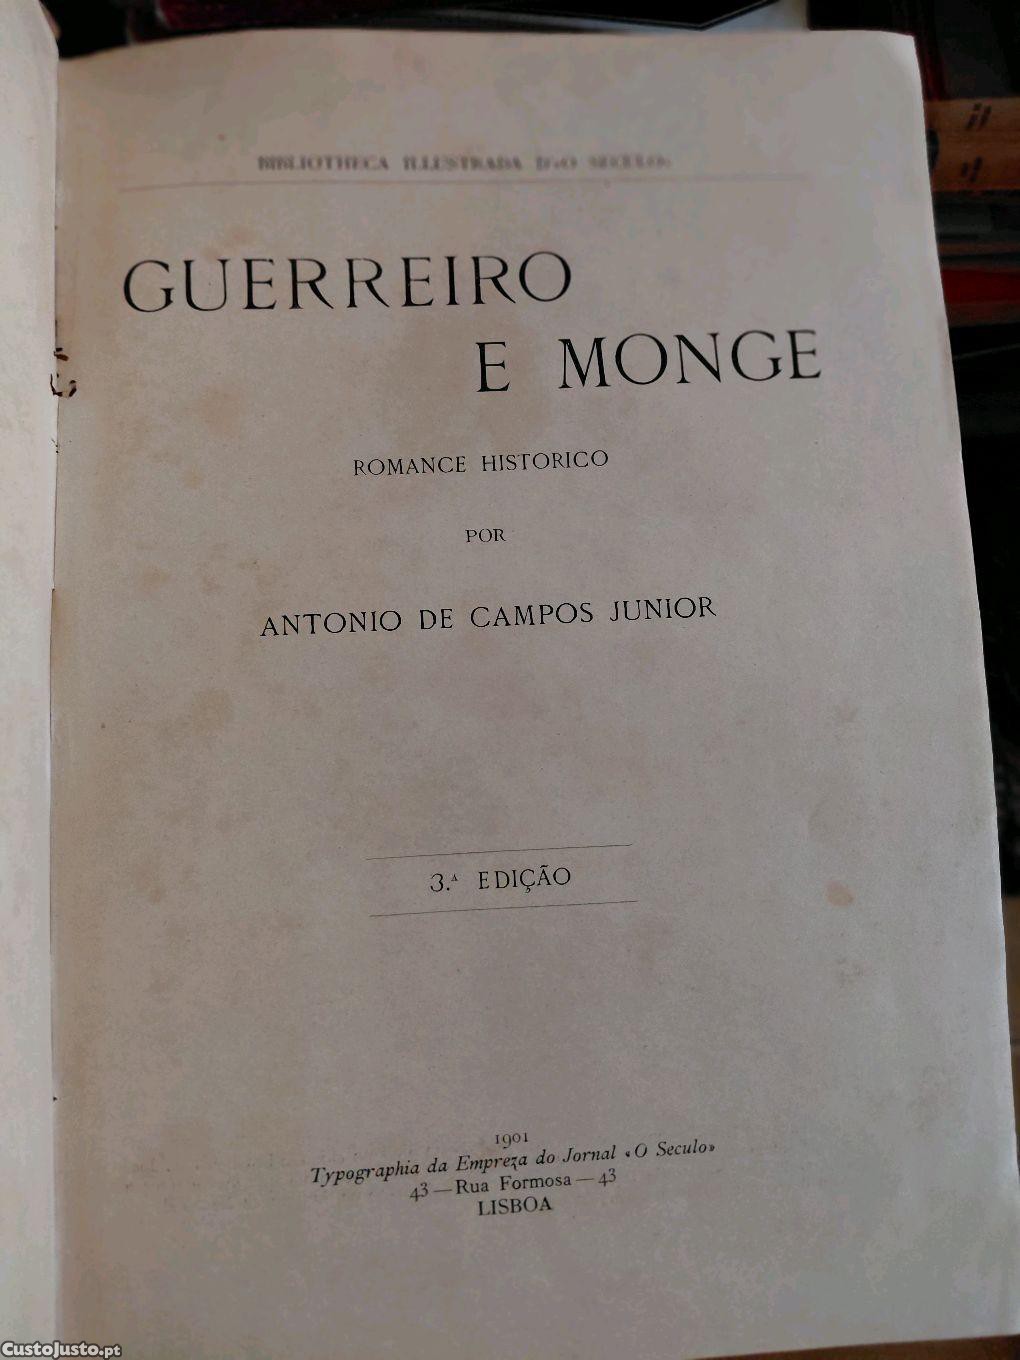 BIBLIOTHECA ILLUSTRADA D'«O SECULO»
GUERREIRO
E MONGE
ROMANCE HISTORICO
POR
ANTONIO DE CAMPOS JUNIOR
3.ª EDIÇÃO
1901
Typographia da Empreza do Jornal «O Seculo»
43—Rua Formosa—43
LISBOA
CustoJusto.pt